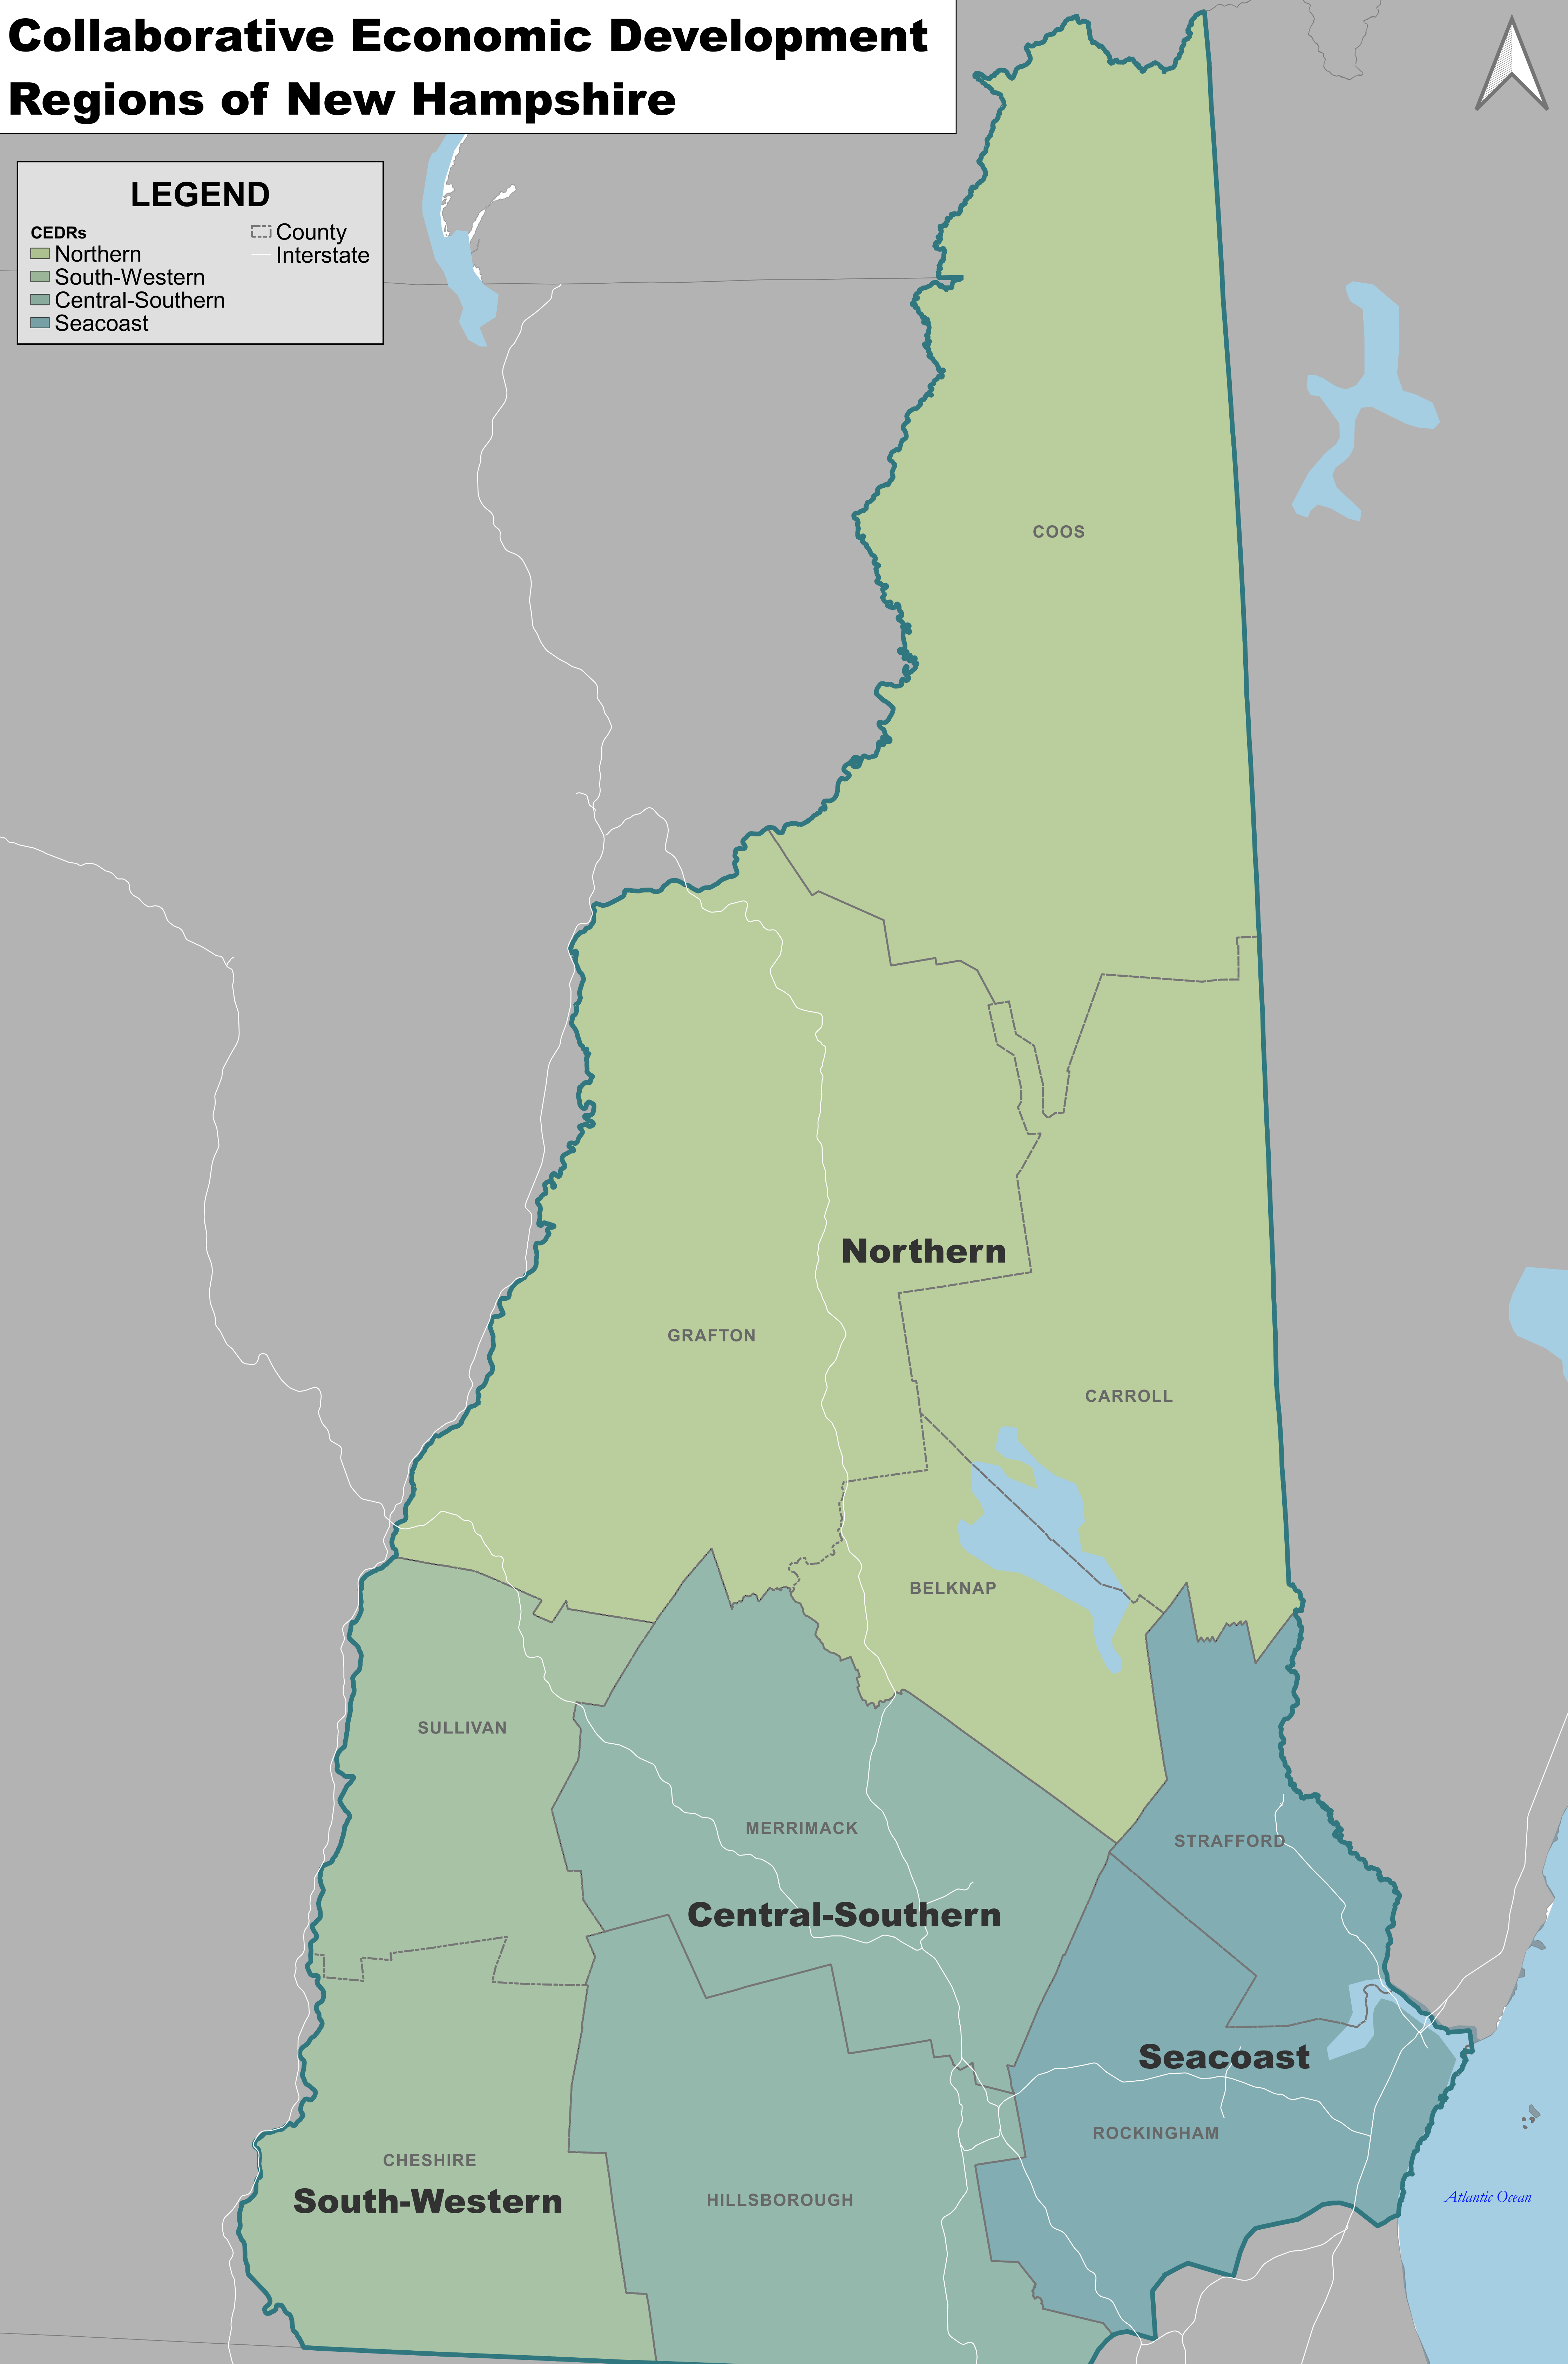 Collaborative Economic Development
Regions of New Hampshire
LEGEND
CEDRs
Northern
South-Western
Central-Southern
Seacoast
County
Interstate
COOS
Northern
GRAFTON
CARROLL
BELKNAP
SULLIVAN
MERRIMACK
STRAFFORD
Central-Southern
Seacoast
ROCKINGHAM
CHESHIRE
South-Western
HILLSBOROUGH
Atlantic Ocean